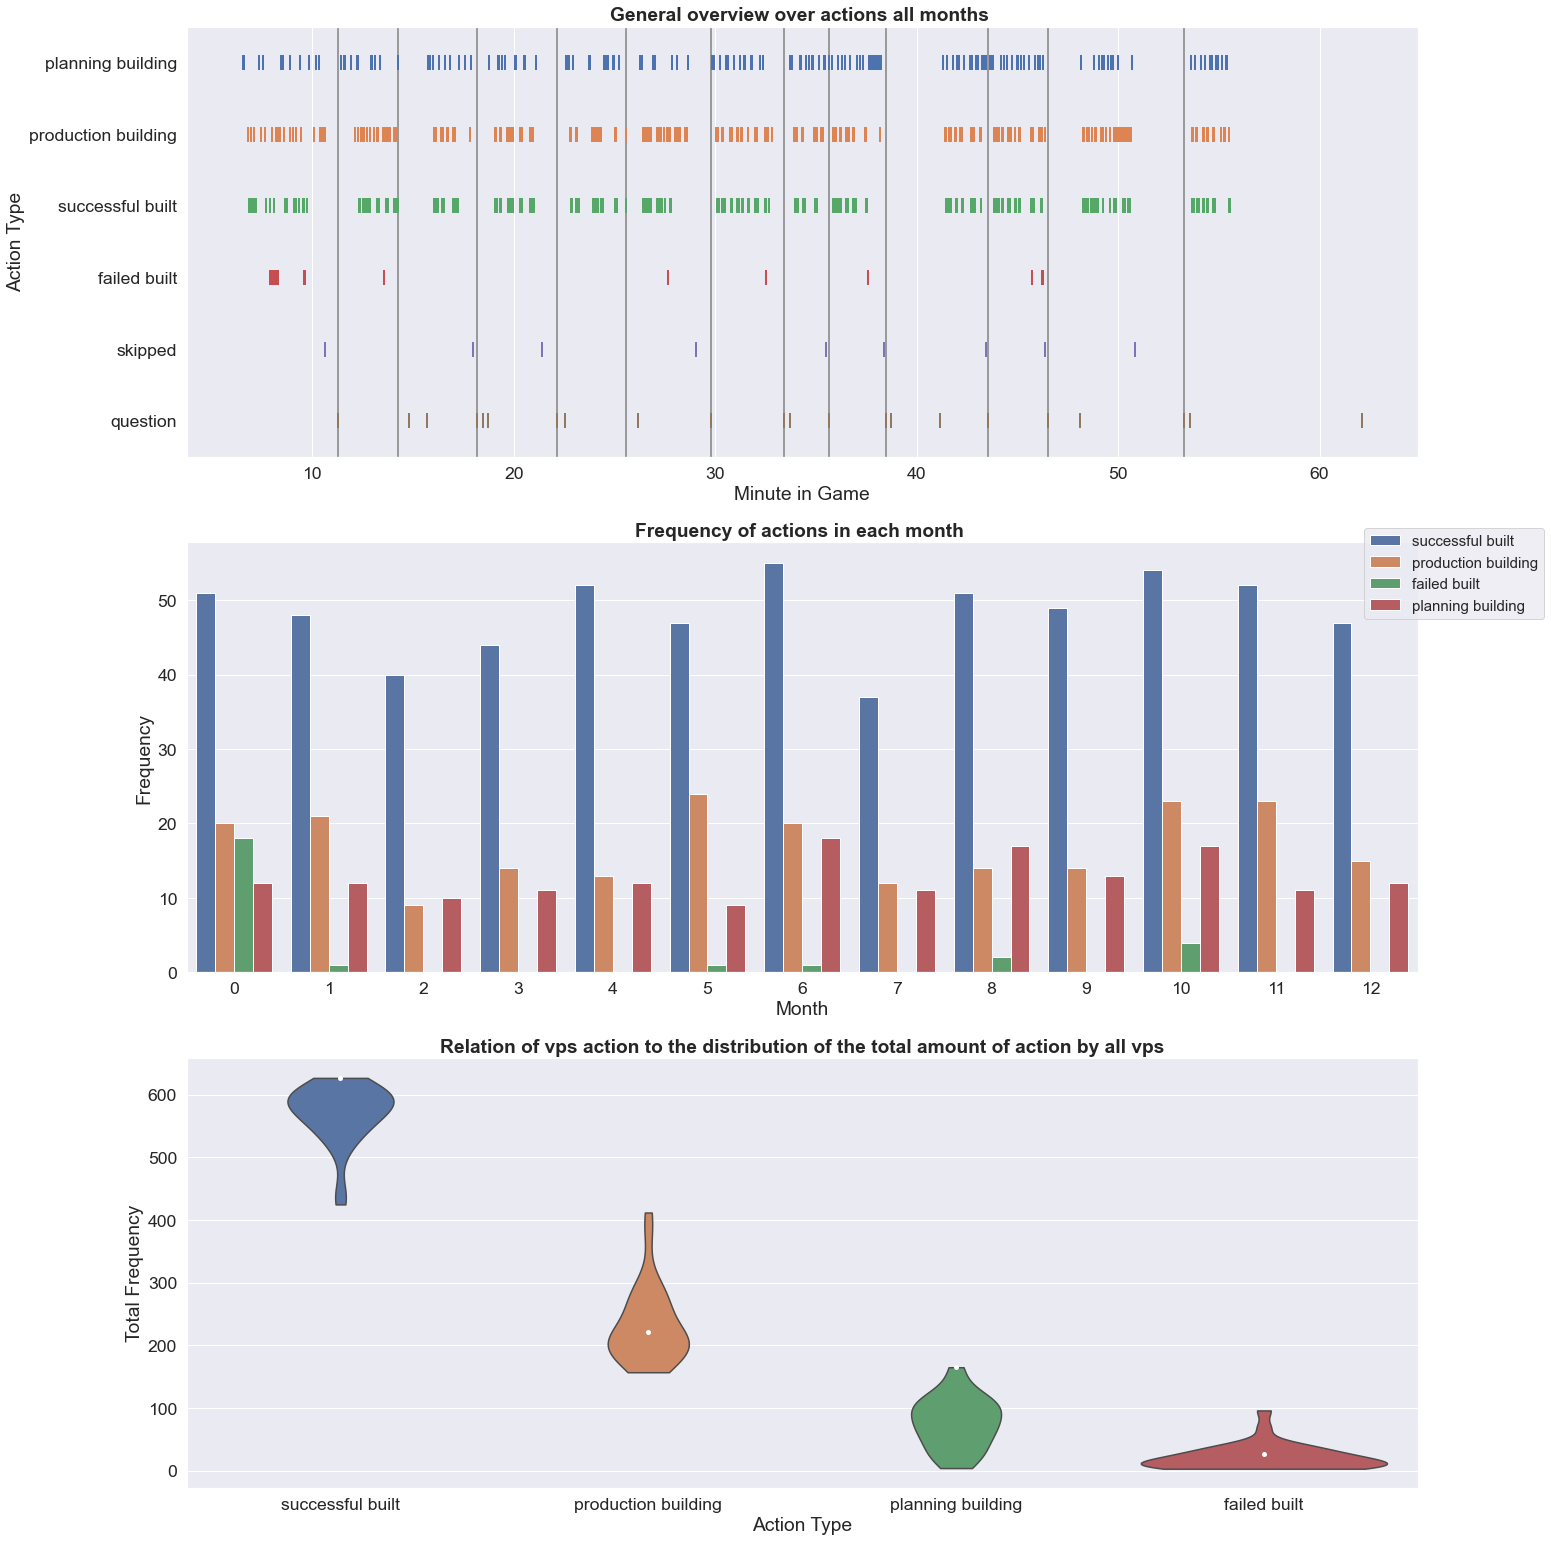 General overview over actions all months
planning building
production building
successful built
failed built
skipped
question
Action Type
10 20 30 40 50 60
Minute in Game
Frequency of actions in each month
successful built
production building
failed built
planning building
50
40
30
20
10
0
Frequency
0 1 2 3 4 5 6 7 8 9 10 11 12
Month
Relation of vps action to the distribution of the total amount of action by all vps
600
500
400
300
200
100
0
Total Frequency
successful built production building planning building failed built
Action Type